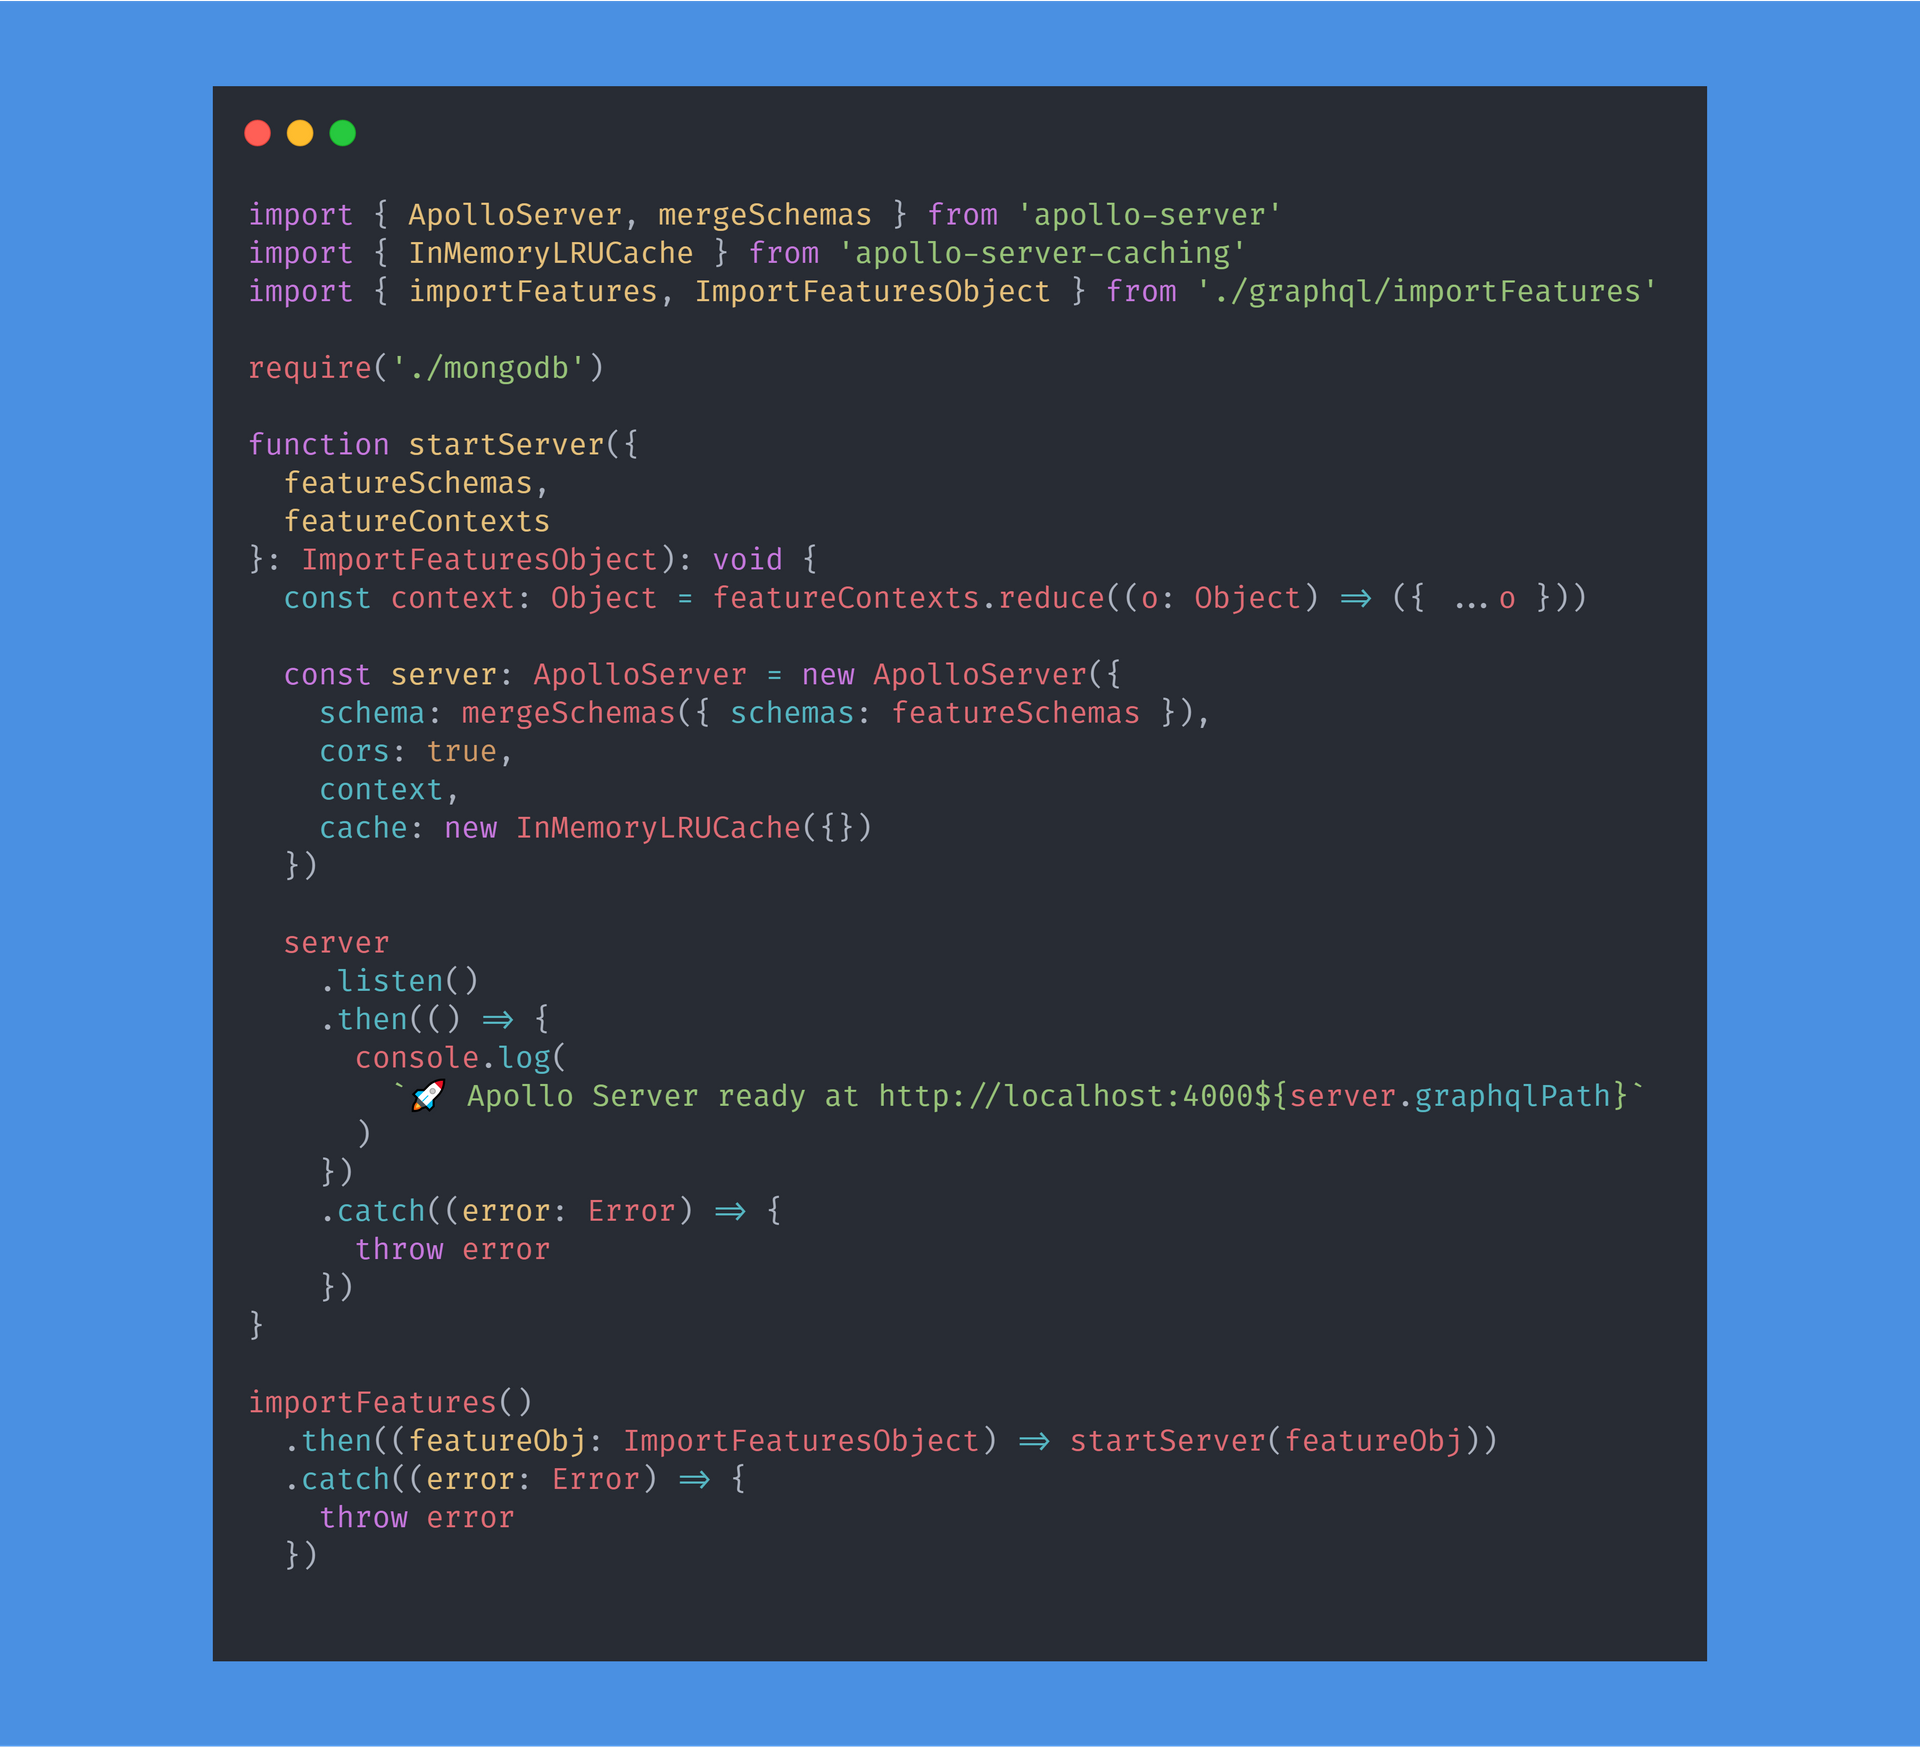 import { ApolloServer, mergeSchemas } from 'apollo-server'
import { InMemoryLRUCache } from 'apollo-server-caching'
import { importFeatures, ImportFeaturesObject } from './graphql/importFeatures'

require('./mongodb')

function startServer({
  featureSchemas,
  featureContexts
}: ImportFeaturesObject): void {
  const context: Object = featureContexts.reduce((o: Object) => ({ ...o }))

  const server: ApolloServer = new ApolloServer({
    schema: mergeSchemas({ schemas: featureSchemas }),
    cors: true,
    context,
    cache: new InMemoryLRUCache({})
  })

  server
    .listen()
    .then(() => {
      console.log(
        `🚀 Apollo Server ready at http://localhost:4000${server.graphqlPath}`
      )
    })
    .catch((error: Error) => {
      throw error
    })
}

importFeatures()
  .then((featureObj: ImportFeaturesObject) => startServer(featureObj))
  .catch((error: Error) => {
    throw error
  })